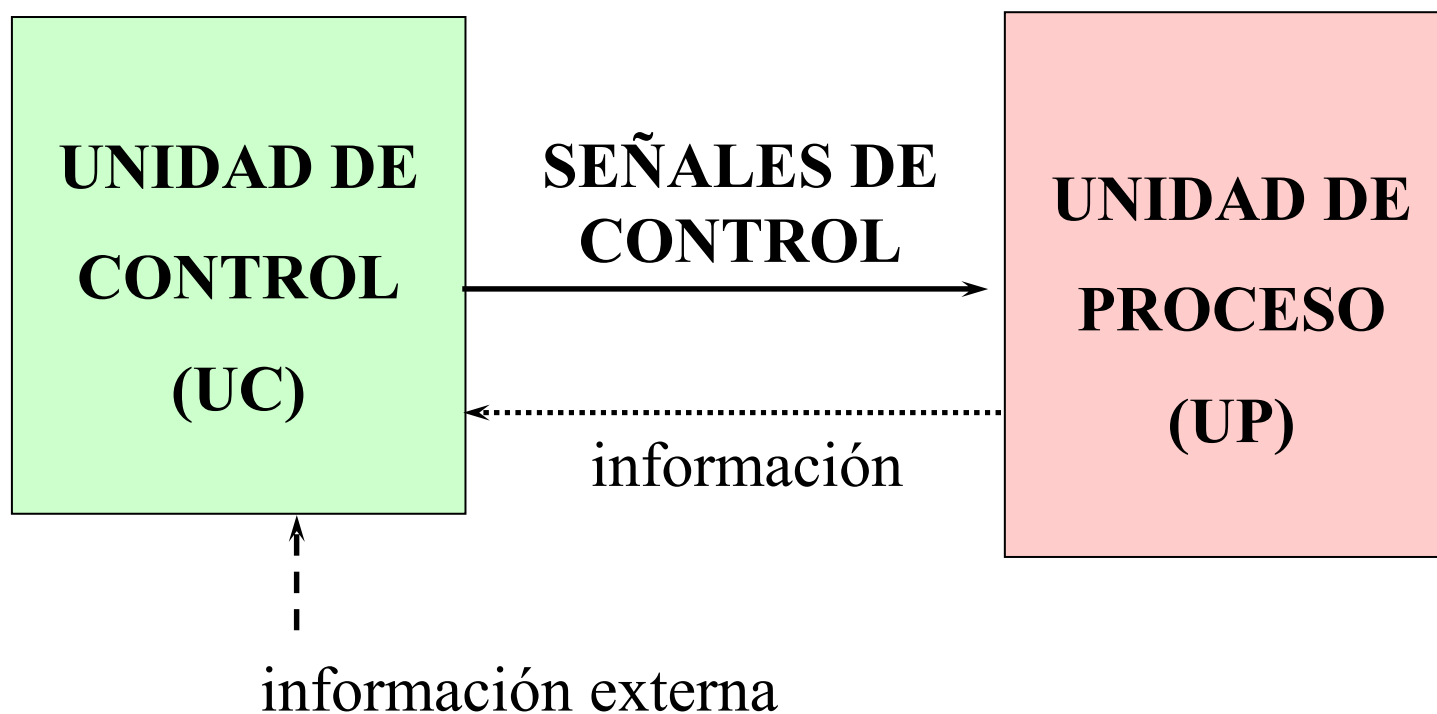 UNIDAD DE
CONTROL
(UC)
SEÑALES DE
CONTROL
información
UNIDAD DE
PROCESO
(UP)
información externa